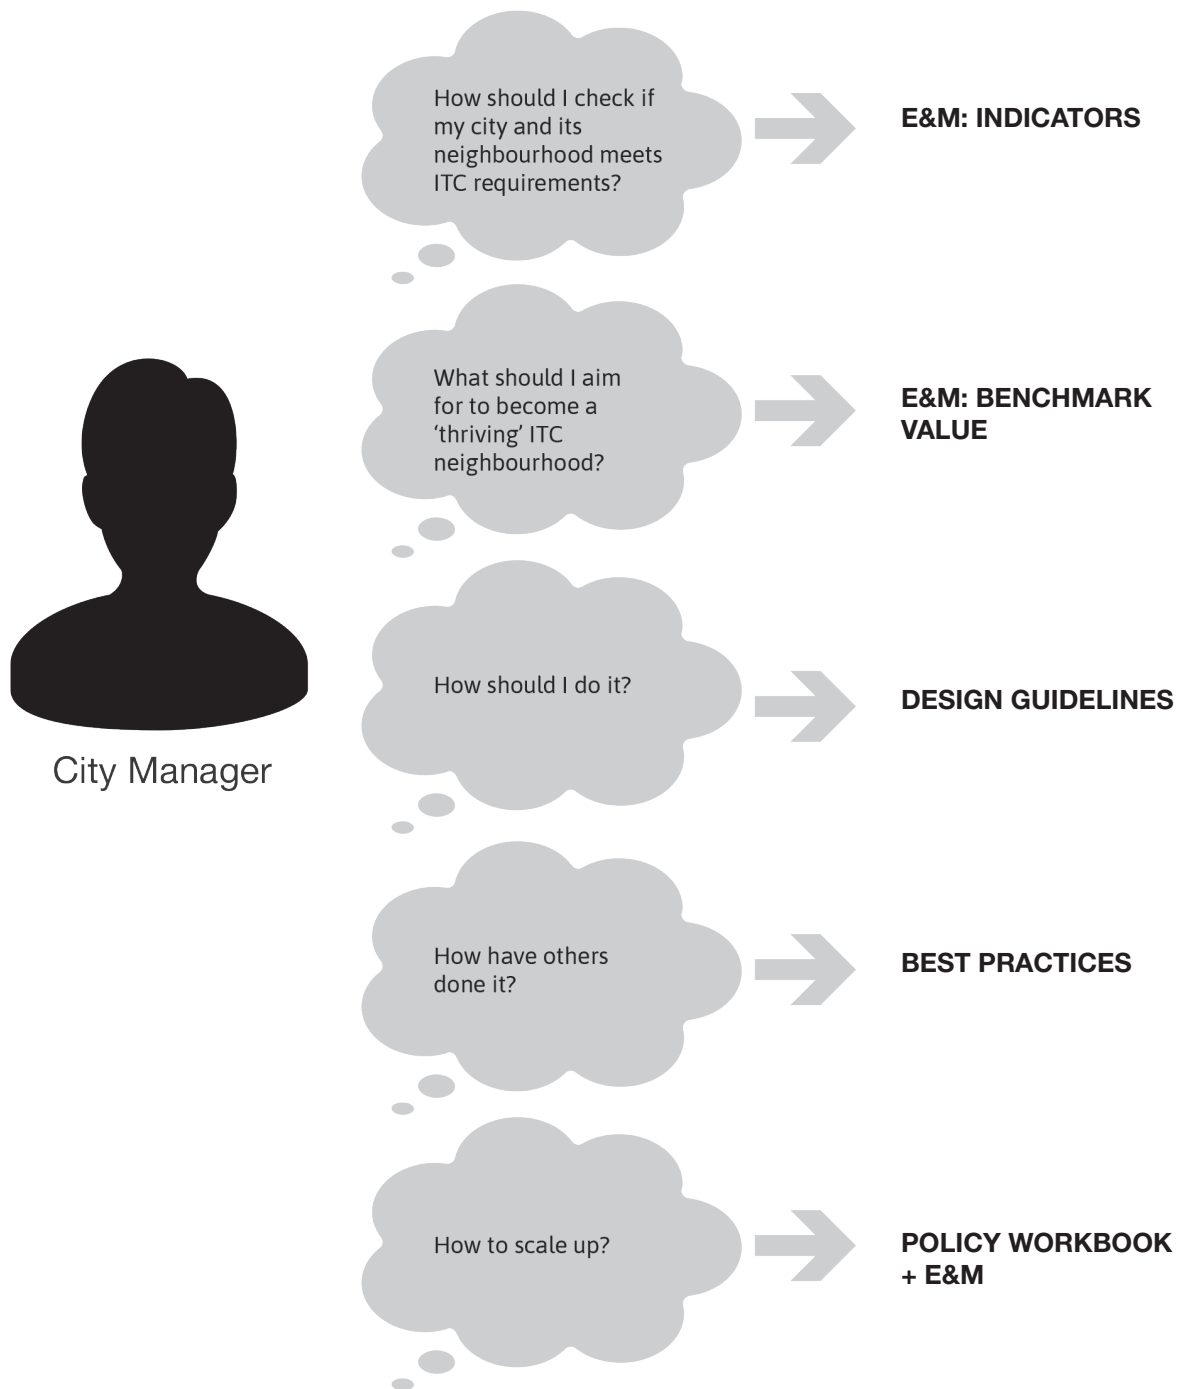 How should I check if
my city and its
neighbourhood meets
ITC requirements?
E&M: INDICATORS
What should I aim
for to become a
‘thriving’ ITC
neighbourhood?
E&M: BENCHMARK
VALUE
How should I do it?
DESIGN GUIDELINES
City Manager
How have others
done it?
BEST PRACTICES
How to scale up?
POLICY WORKBOOK
+ E&M